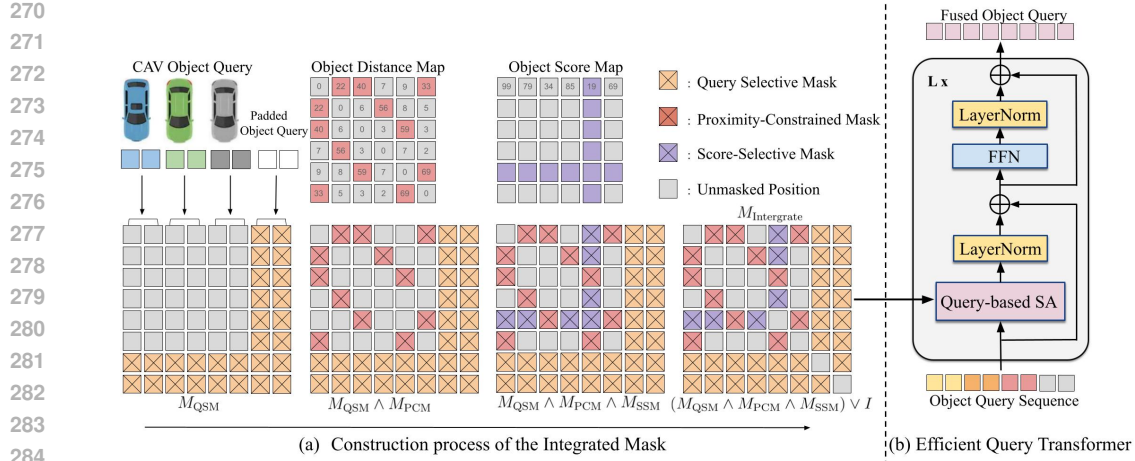 270
271
272
273
274
275
276
277
278
279
280
281
282
283
284
CAV Object Query
Padded
Object Query
Object Distance Map
0 22 40 7 9 33
22 0 6 56 8 5
40 6 0 3 59 3
7 56 3 0 7 2
9 8 59 7 0 69
33 5 3 2 69 0
Object Score Map
99 79 34 85 19 69
: Query Selective Mask
: Proximity-Constrained Mask
: Score-Selective Mask
: Unmasked Position
M_Intergrate
M_QSM
M_QSM ∧ M_PCM
M_QSM ∧ M_PCM ∧ M_SSM
(M_QSM ∧ M_PCM ∧ M_SSM) ∨ I
(a) Construction process of the Integrated Mask
Fused Object Query
L x
LayerNorm
FFN
LayerNorm
Query-based SA
Object Query Sequence
(b) Efficient Query Transformer